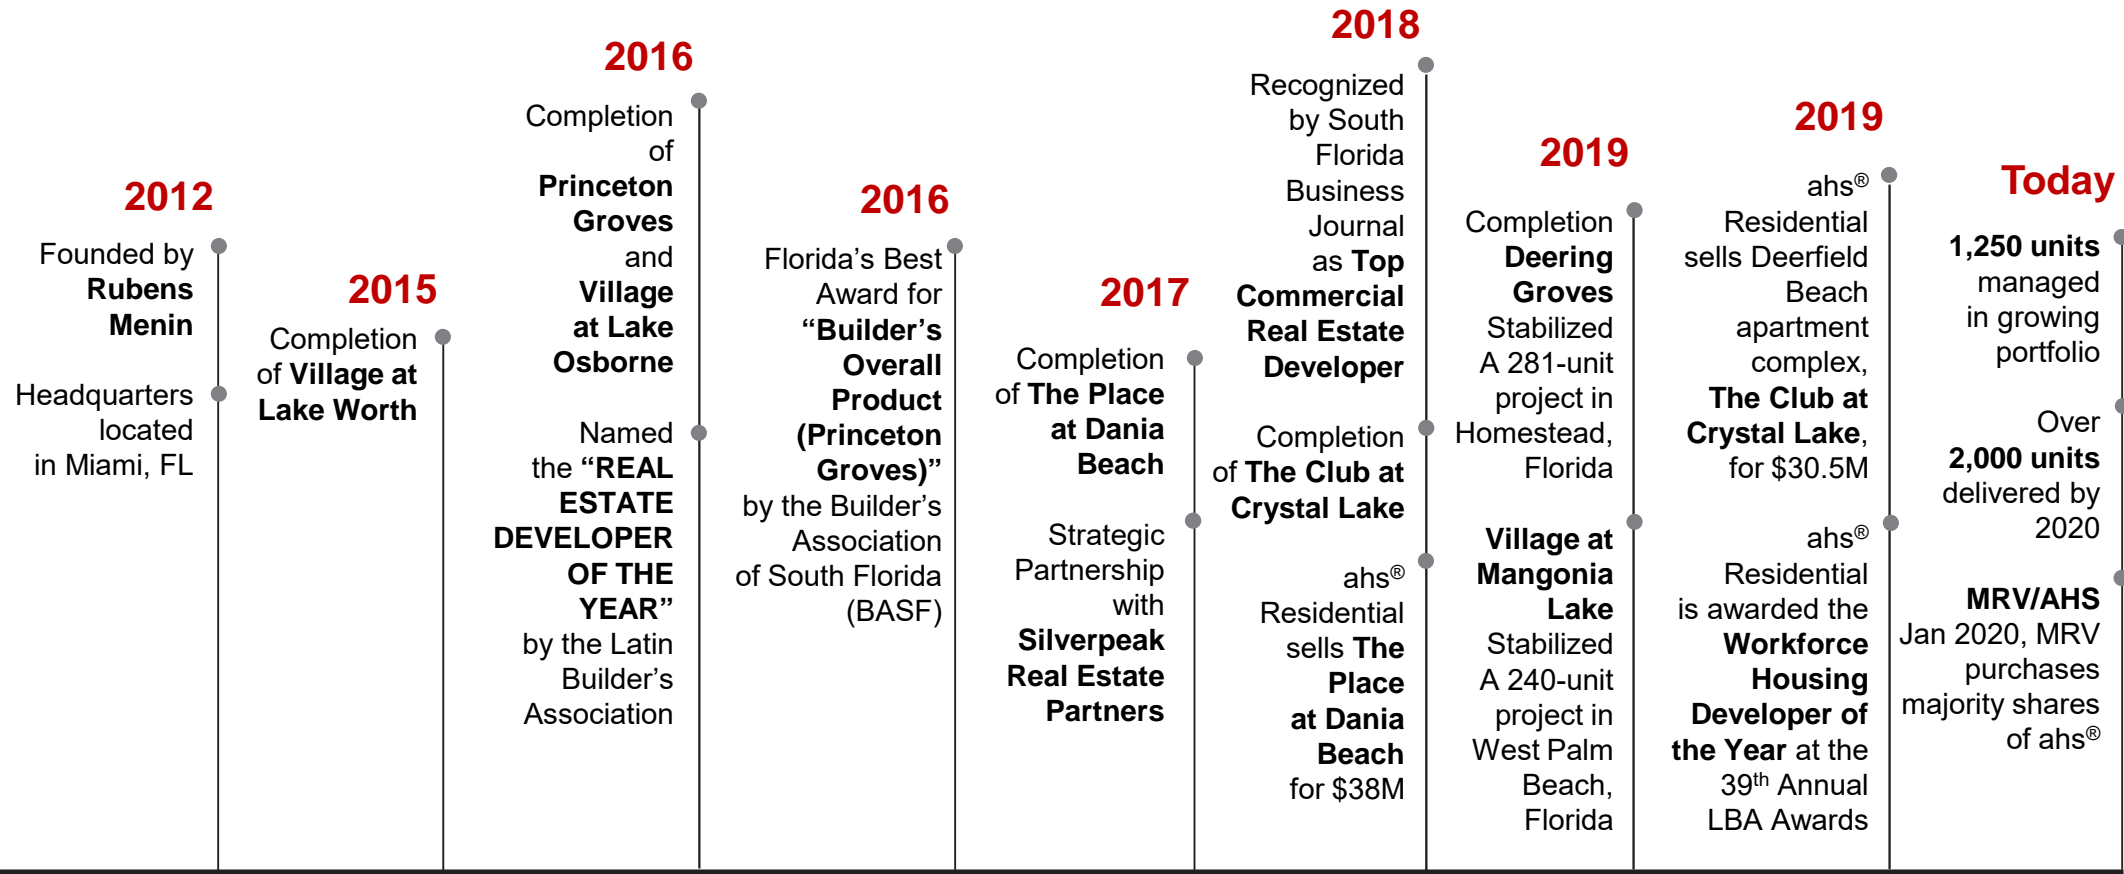 2012
Founded by
Rubens
Menin
Headquarters
located
in Miami, FL
2015
Completion
of Village at
Lake Worth
2016
Completion
of
Princeton
Groves
and
Village
at Lake
Osborne
Named
the “REAL
ESTATE
DEVELOPER
OF THE
YEAR”
by the Latin
Builder’s
Association
2016
Florida’s Best
Award for
“Builder’s
Overall
Product
(Princeton
Groves)”
by the Builder’s
Association
of South Florida
(BASF)
2017
Completion
of The Place
at Dania
Beach
Strategic
Partnership
with
Silverpeak
Real Estate
Partners
2018
Recognized
by South
Florida
Business
Journal
as Top
Commercial
Real Estate
Developer
Completion
of The Club at
Crystal Lake
ahs®
Residential
sells The
Place
at Dania
Beach
for $38M
2019
Completion
Deering
Groves
Stabilized
A 281-unit
project in
Homestead,
Florida
Village at
Mangonia
Lake
Stabilized
A 240-unit
project in
West Palm
Beach,
Florida
2019
ahs®
Residential
sells Deerfield
Beach
apartment
complex,
The Club at
Crystal Lake,
for $30.5M
ahs®
Residential
is awarded the
Workforce
Housing
Developer of
the Year at the
39th Annual
LBA Awards
Today
1,250 units
managed
in growing
portfolio
Over
2,000 units
delivered by
2020
MRV/AHS
Jan 2020, MRV
purchases
majority shares
of ahs®